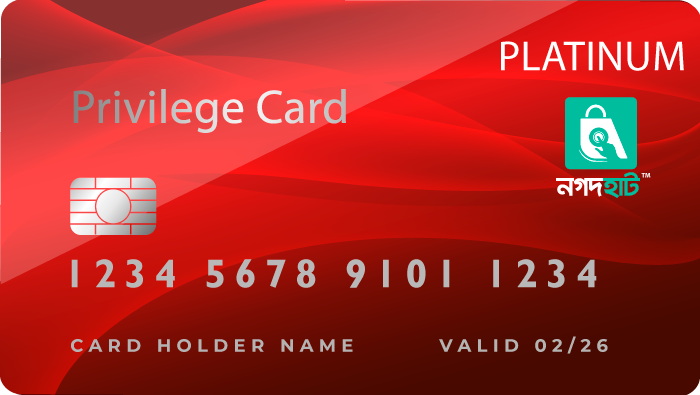 PLATINUM
Privilege Card
নগদহাট™
1234 5678 9101 1234
CARD HOLDER NAME VALID 02/26